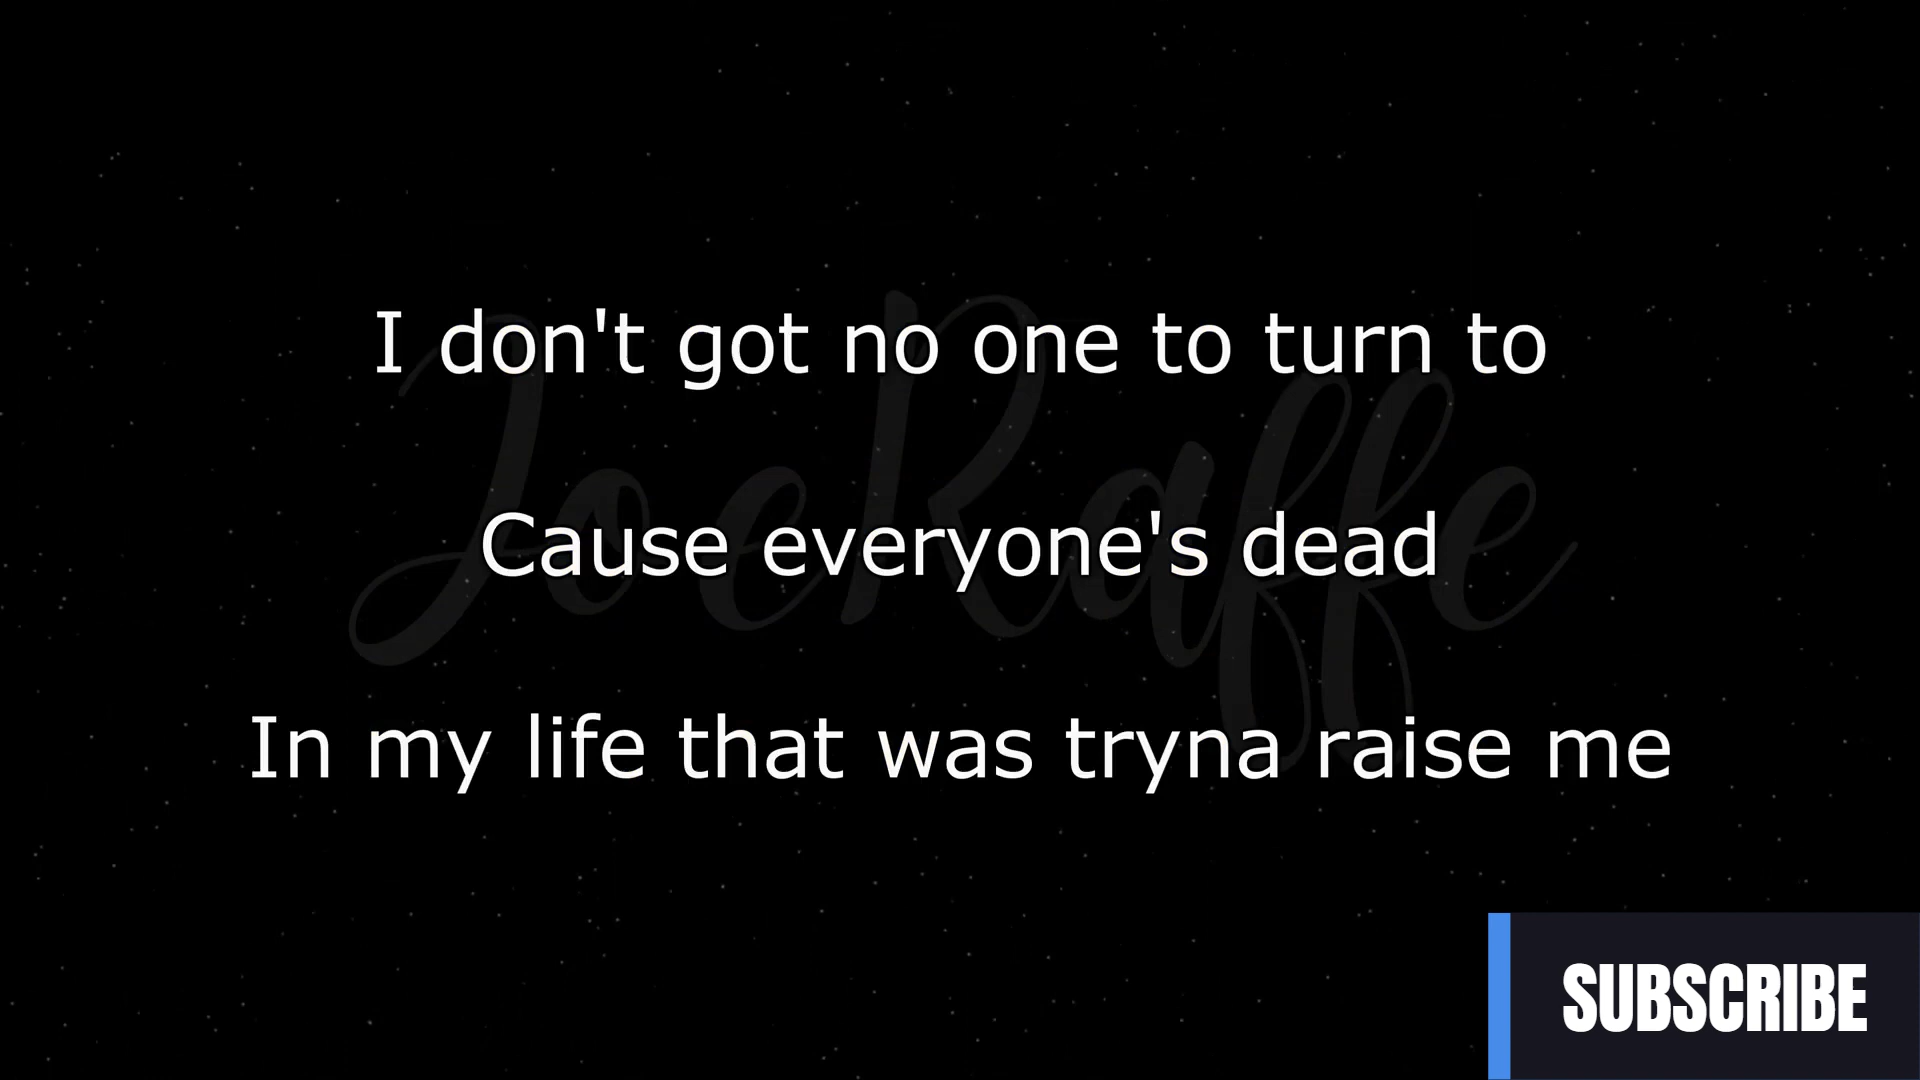 I don't got no one to turn to
JoeRaffe
Cause everyone's dead
In my life that was tryna raise me
SUBSCRIBE